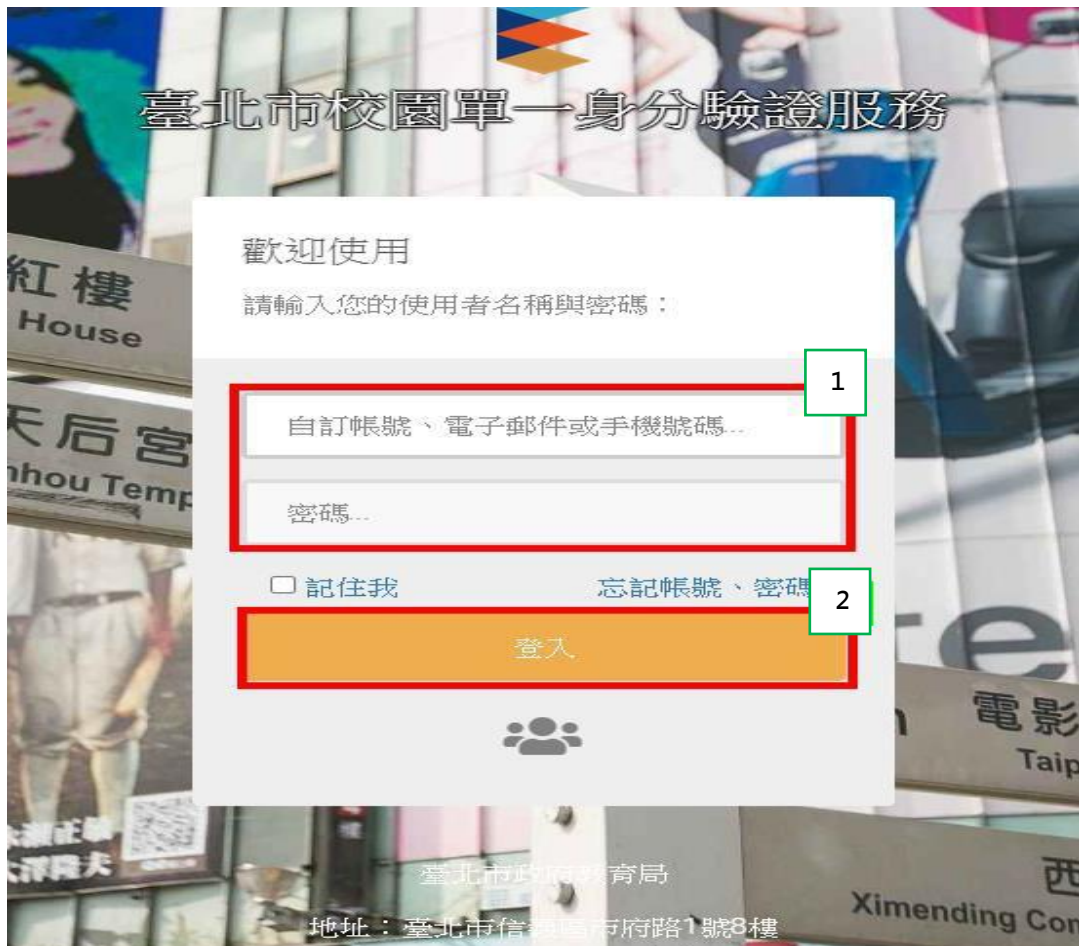 臺北市校園單一身分驗證服務
歡迎使用
請輸入您的使用者名稱與密碼：
1
自訂帳號、電子郵件或手機號碼...
密碼...
記住我
忘記帳號、密碼
2
登入
紅樓
House
天后宮
nhou Temp
te
電影
Taip
西
Ximending Con
臺北市政府教育局
地址：臺北市信義區市府路1號8樓